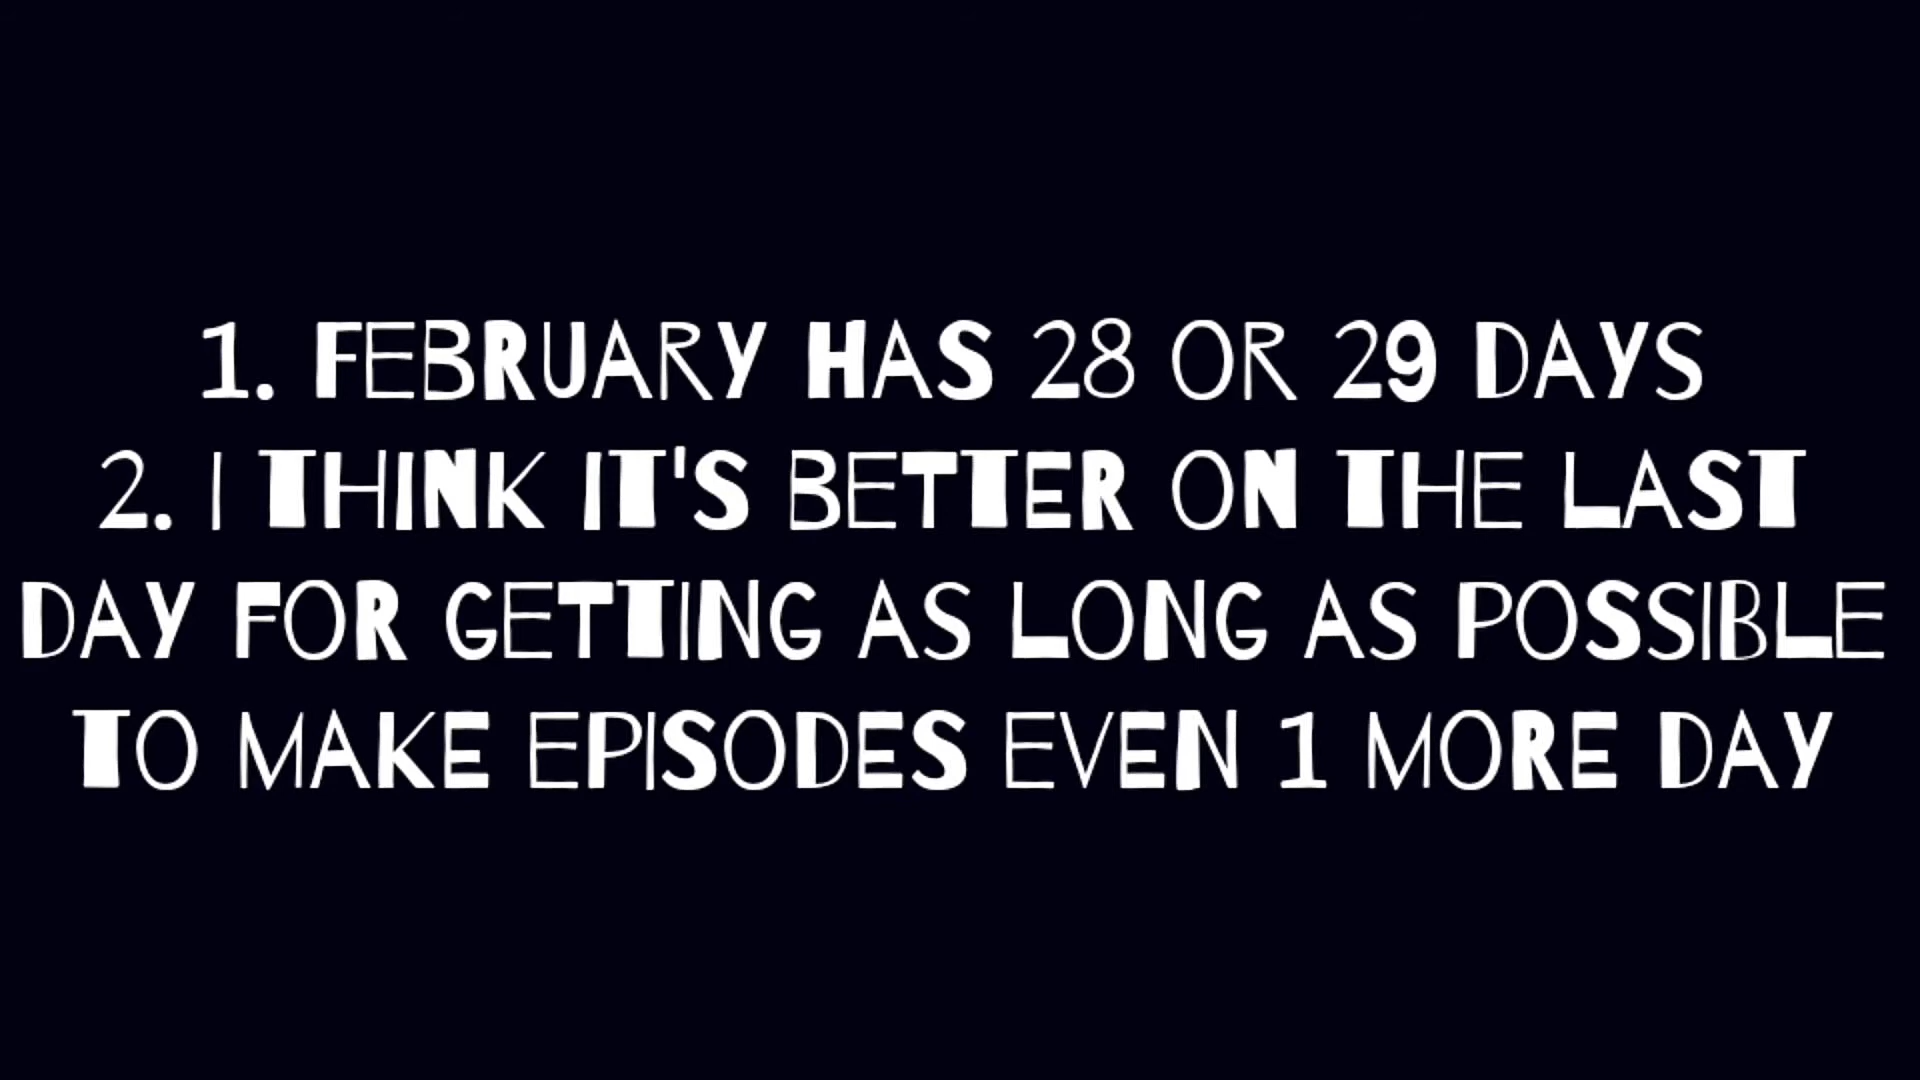 1. FEBRUARY HAS 28 OR 29 DAYS
2. I THINK IT'S BETTER ON THE LAST
DAY FOR GETTING AS LONG AS POSSIBLE
TO MAKE EPISODES EVEN 1 MORE DAY